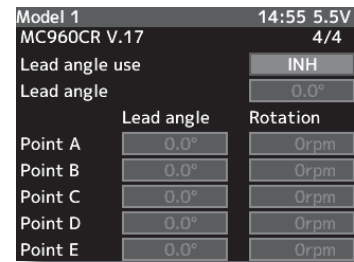 Model 1 14:55 5.5V
MC960CR V.17 4/4
Lead angle use INH
Lead angle 0.0°
Lead angle Rotation
Point A 0.0° 0rpm
Point B 0.0° 0rpm
Point C 0.0° 0rpm
Point D 0.0° 0rpm
Point E 0.0° 0rpm